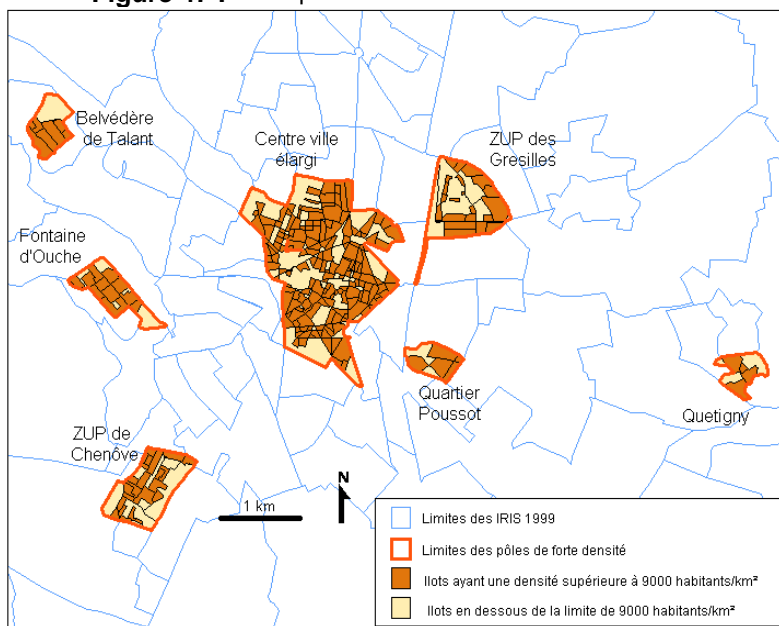 Belvédère
de Talant
Centre ville
élargi
ZUP des
Gresilles
Fontaine
d'Ouche
Quartier
Poussot
Quetigny
ZUP de
Chenôve
N
1 km
Limites des IRIS 1999
Limites des pôles de forte densité
Ilots ayant une densité supérieure à 9000 habitants/km²
Ilots en dessous de la limite de 9000 habitants/km²